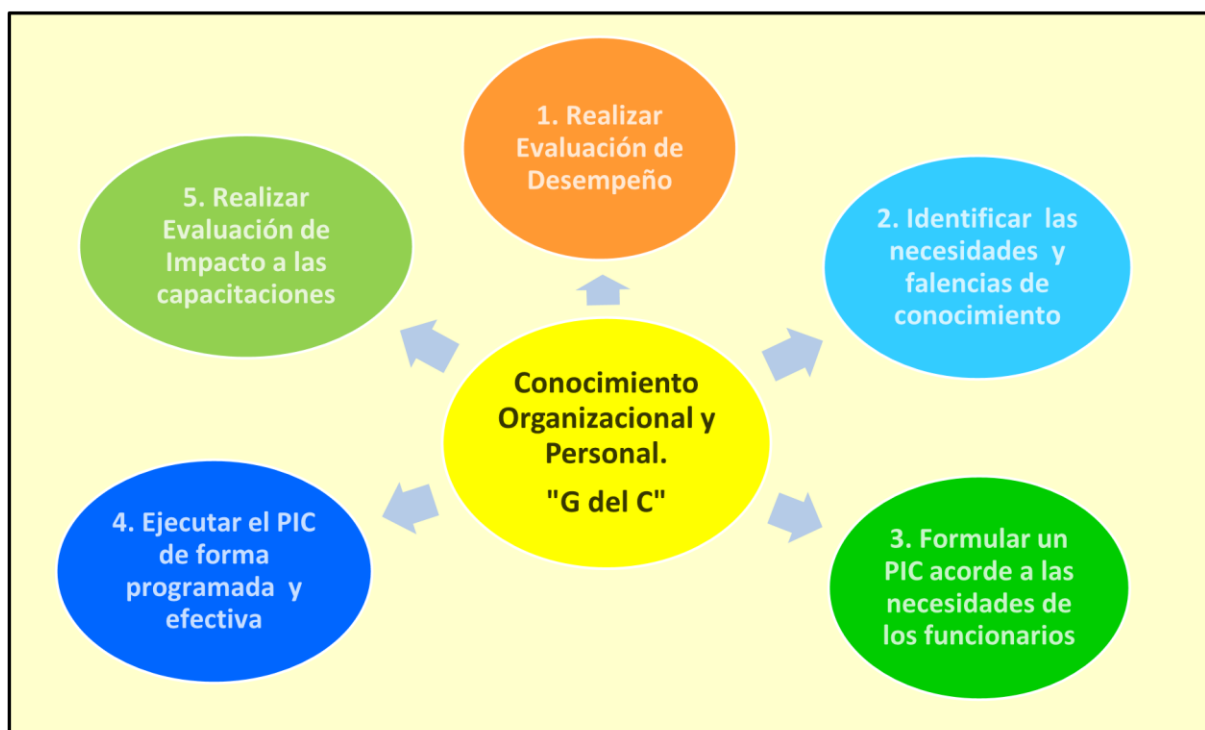 1. Realizar
Evaluación de
Desempeño
2. Identificar las
necesidades y
falencias de
conocimiento
3. Formular un
PIC acorde a las
necesidades de
los funcionarios
4. Ejecutar el PIC
de forma
programada y
efectiva
5. Realizar
Evaluación de
Impacto a las
capacitaciones
Conocimiento
Organizacional y
Personal.
"G del C"